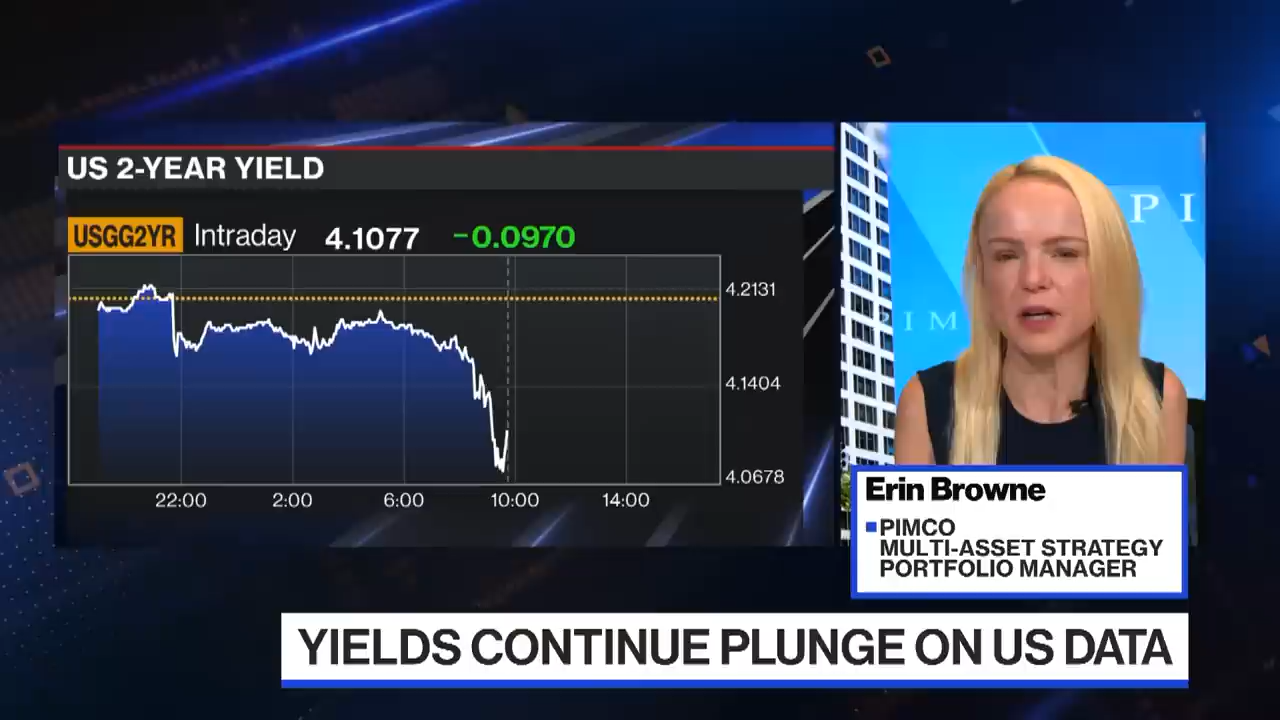 US 2-YEAR YIELD
USGG2YR Intraday 4.1077 -0.0970
4.2131
4.1404
4.0678
22:00 2:00 6:00 10:00 14:00
PI
IM
Erin Browne
PIMCO
MULTI-ASSET STRATEGY
PORTFOLIO MANAGER
YIELDS CONTINUE PLUNGE ON US DATA